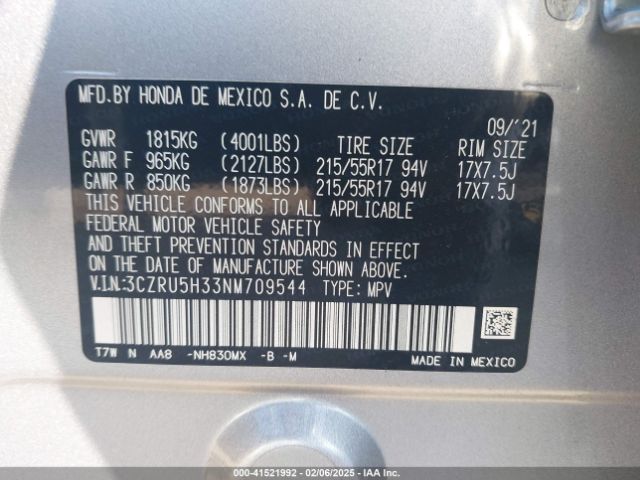 MFD.BY HONDA DE MEXICO S.A. DE C.V.
09/'21
GVWR 1815KG (4001LBS) TIRE SIZE RIM SIZE
GAWR F 965KG (2127LBS) 215/55R17 94V 17X7.5J
GAWR R 850KG (1873LBS) 215/55R17 94V 17X7.5J
THIS VEHICLE CONFORMS TO ALL APPLICABLE
FEDERAL MOTOR VEHICLE SAFETY
AND THEFT PREVENTION STANDARDS IN EFFECT
ON THE DATE OF MANUFACTURE SHOWN ABOVE.
V.I.N.:3CZRU5H33NM709544 TYPE: MPV
T7W N AA8 -NH830MX -B -M
MADE IN MEXICO
000-41521992 - 02/06/2025 - IAA Inc.